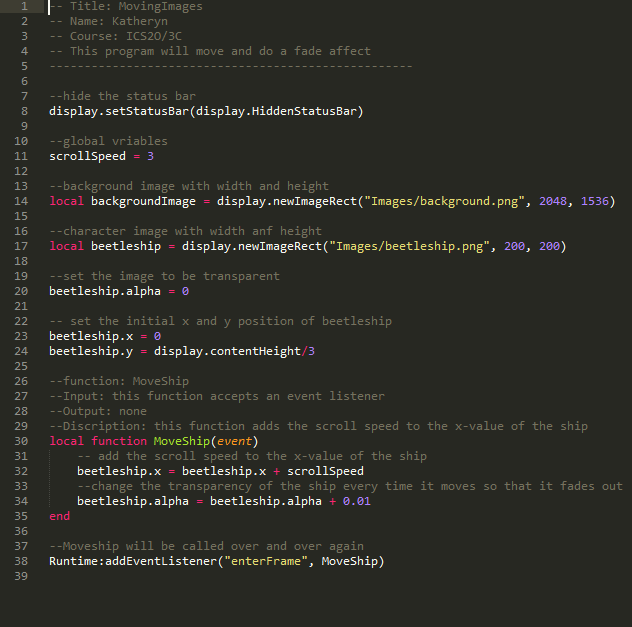 1 -- Title: MovingImages
2 -- Name: Katheryn
3 -- Course: ICS2O/3C
4 -- This program will move and do a fade affect
5 ----------------------------------------------------
6
7 --hide the status bar
8 display.setStatusBar(display.HiddenStatusBar)
9
10 --global vriables
11 scrollSpeed = 3
12
13 --background image with width and height
14 local backgroundImage = display.newImageRect("Images/background.png", 2048, 1536)
15
16 --character image with width anf height
17 local beetleship = display.newImageRect("Images/beetleship.png", 200, 200)
18
19 --set the image to be transparent
20 beetleship.alpha = 0
21
22 -- set the initial x and y position of beetleship
23 beetleship.x = 0
24 beetleship.y = display.contentHeight/3
25
26 --function: MoveShip
27 --Input: this function accepts an event listener
28 --Output: none
29 --Discription: this function adds the scroll speed to the x-value of the ship
30 local function MoveShip(event)
31 -- add the scroll speed to the x-value of the ship
32 beetleship.x = beetleship.x + scrollSpeed
33 --change the transparency of the ship every time it moves so that it fades out
34 beetleship.alpha = beetleship.alpha + 0.01
35 end
36
37 --Moveship will be called over and over again
38 Runtime:addEventListener("enterFrame", MoveShip)
39